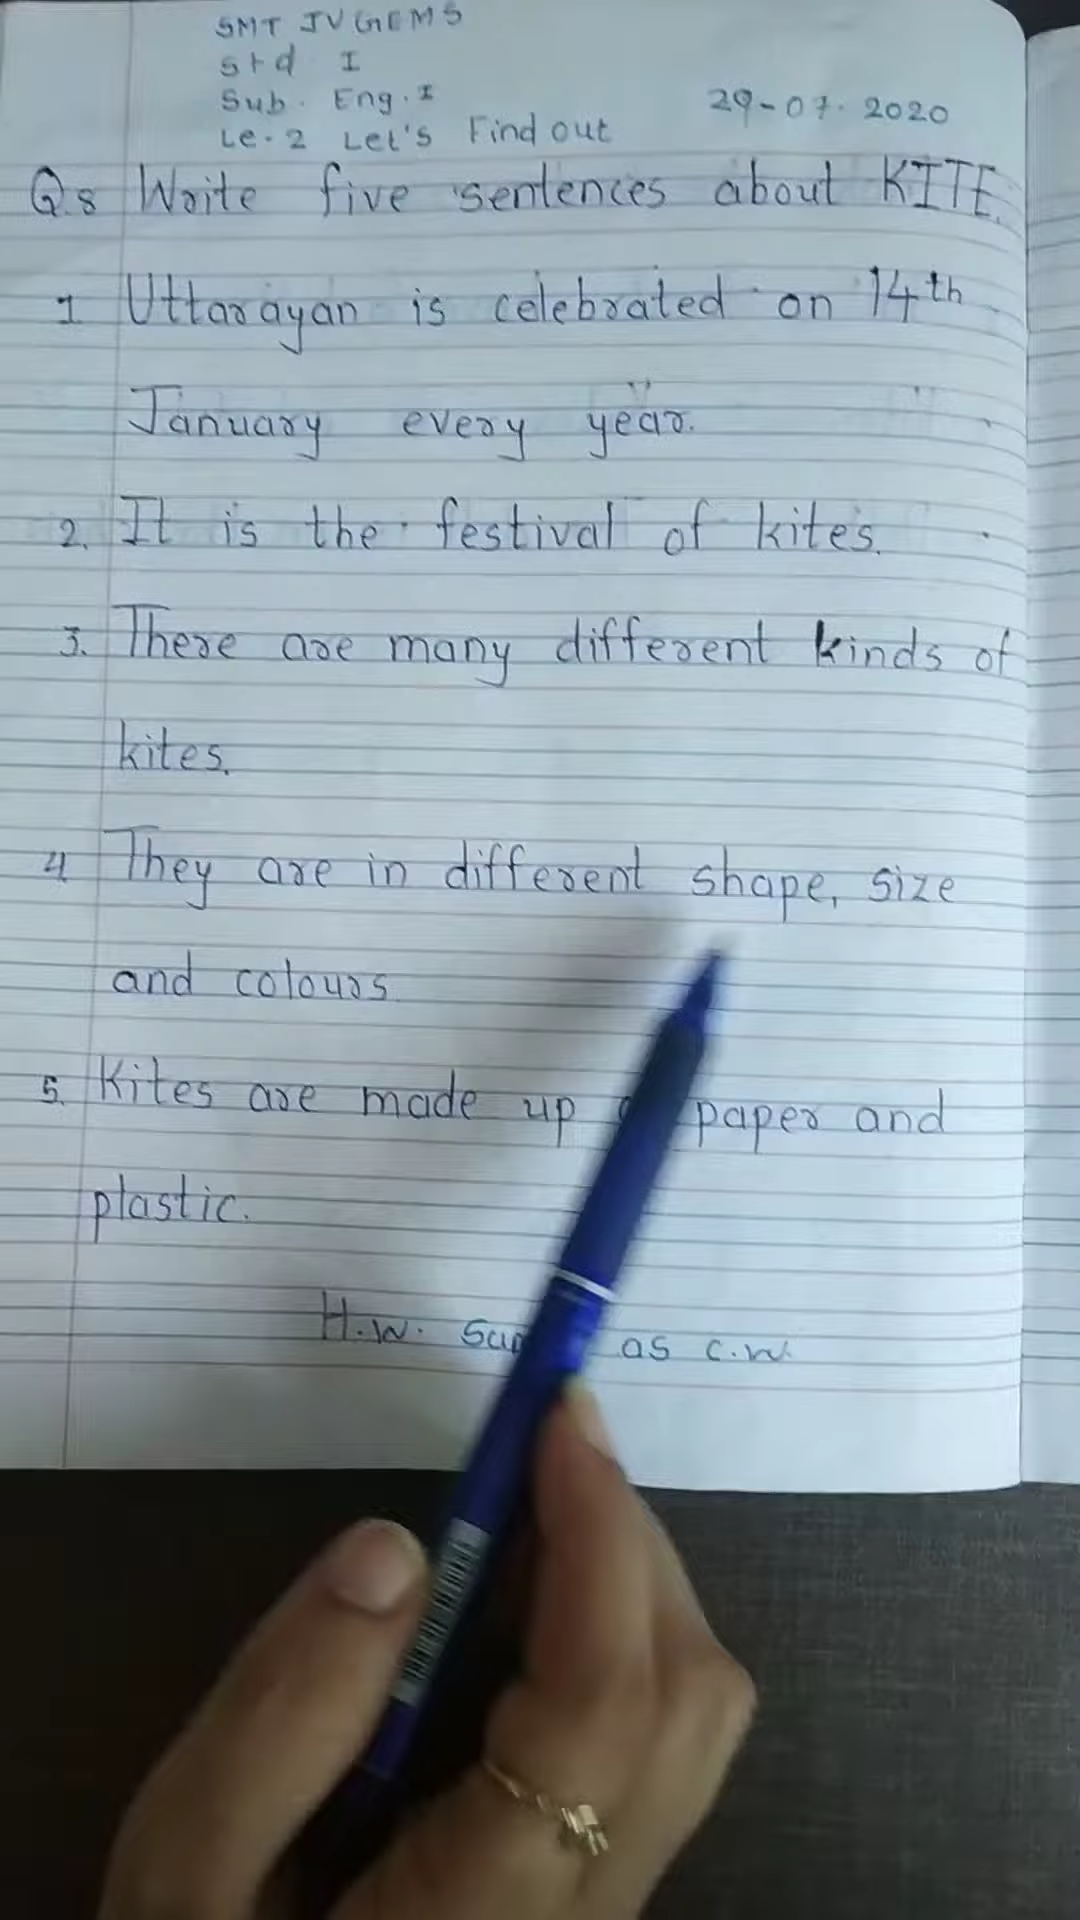 SMT JV GEMS
Std I
Sub. Eng. I
29-07-2020
Le-2 Let's Find out
Q.8 Write five sentences about KITE.
1 Uttarayan is celebrated on 14th
January every year.
2. It is the festival of kites.
3. There are many different kinds of
kites.
4 They are in different shape, size
and colours
5. Kites are made up paper and
plastic.
H.W. as c.w.